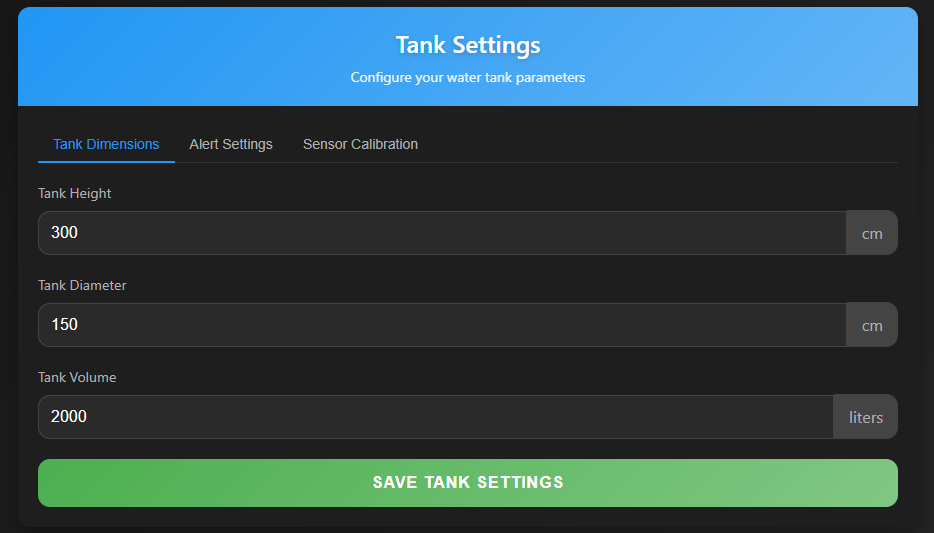 Tank Settings
Configure your water tank parameters
Tank Dimensions Alert Settings Sensor Calibration
Tank Height
300 cm
Tank Diameter
150 cm
Tank Volume
2000 liters
SAVE TANK SETTINGS